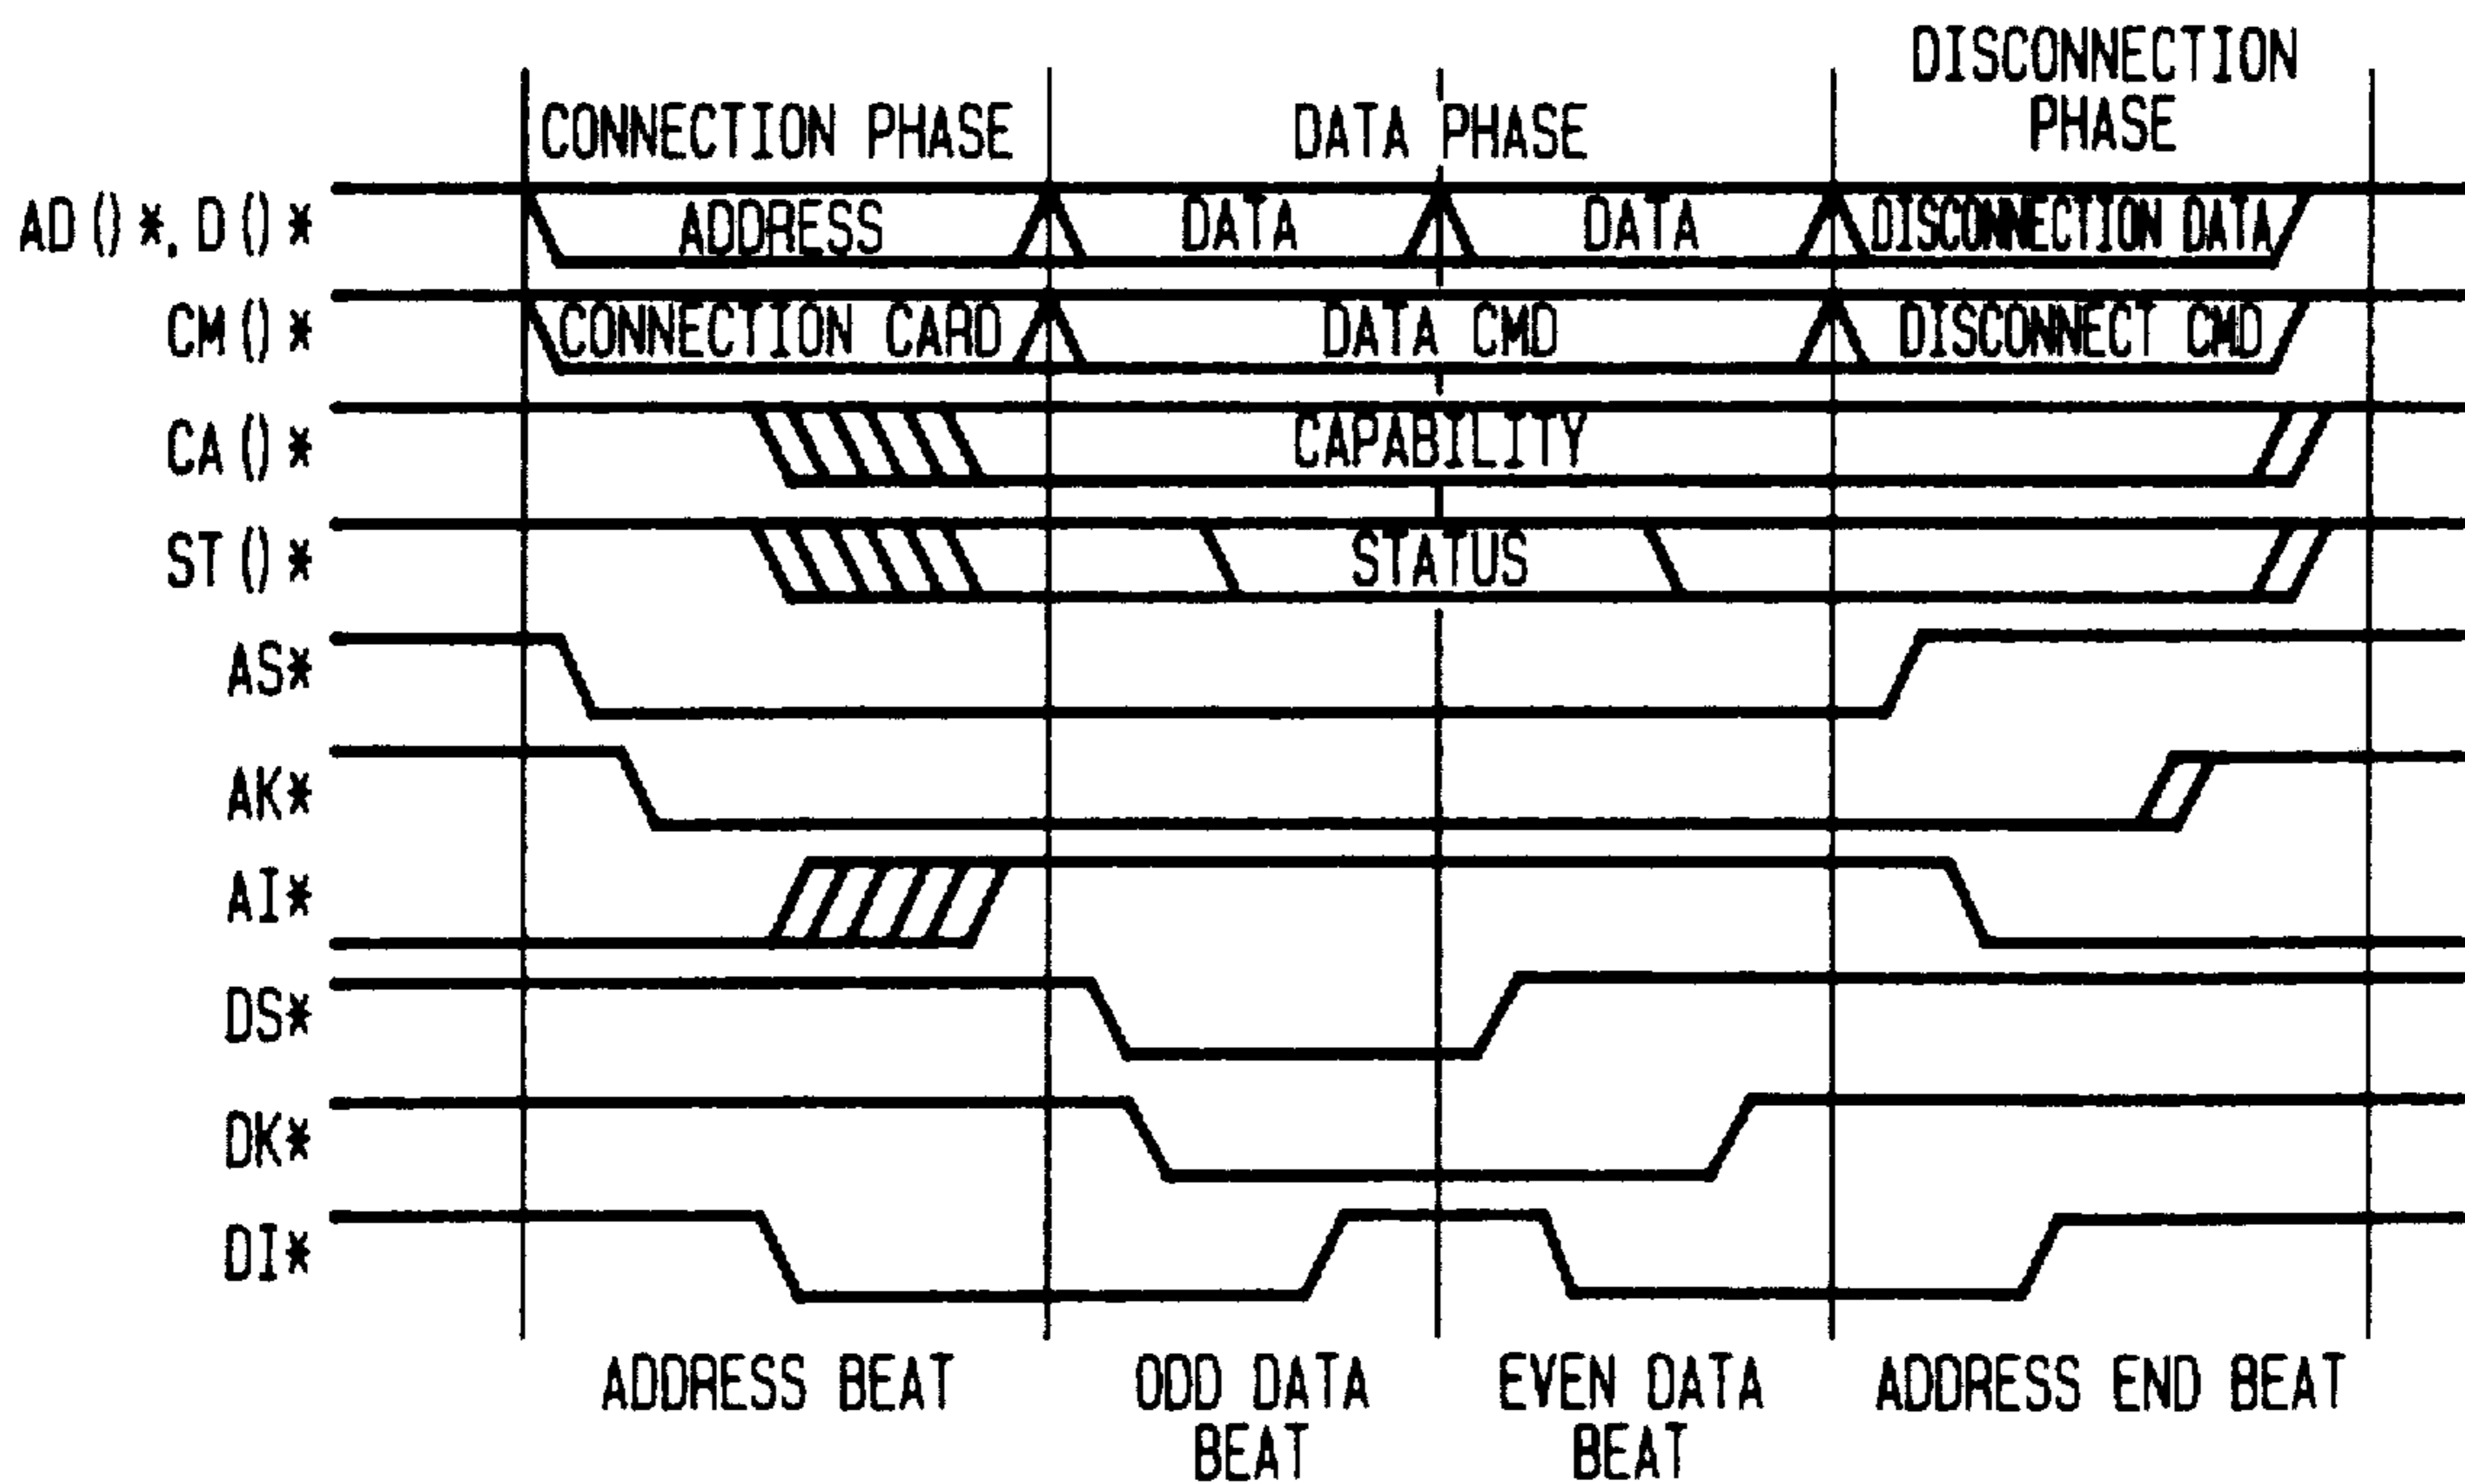 DISCONNECTION
CONNECTION PHASE DATA PHASE PHASE
AD()*, D()* ADDRESS DATA DATA DISCONNECTION DATA
CM()* CONNECTION CARD DATA CMD DISCONNECT CMD
CA()* CAPABILITY
ST()* STATUS
AS*
AK*
AI*
DS*
DK*
DI*
ADDRESS BEAT ODD DATA EVEN DATA ADDRESS END BEAT
BEAT BEAT